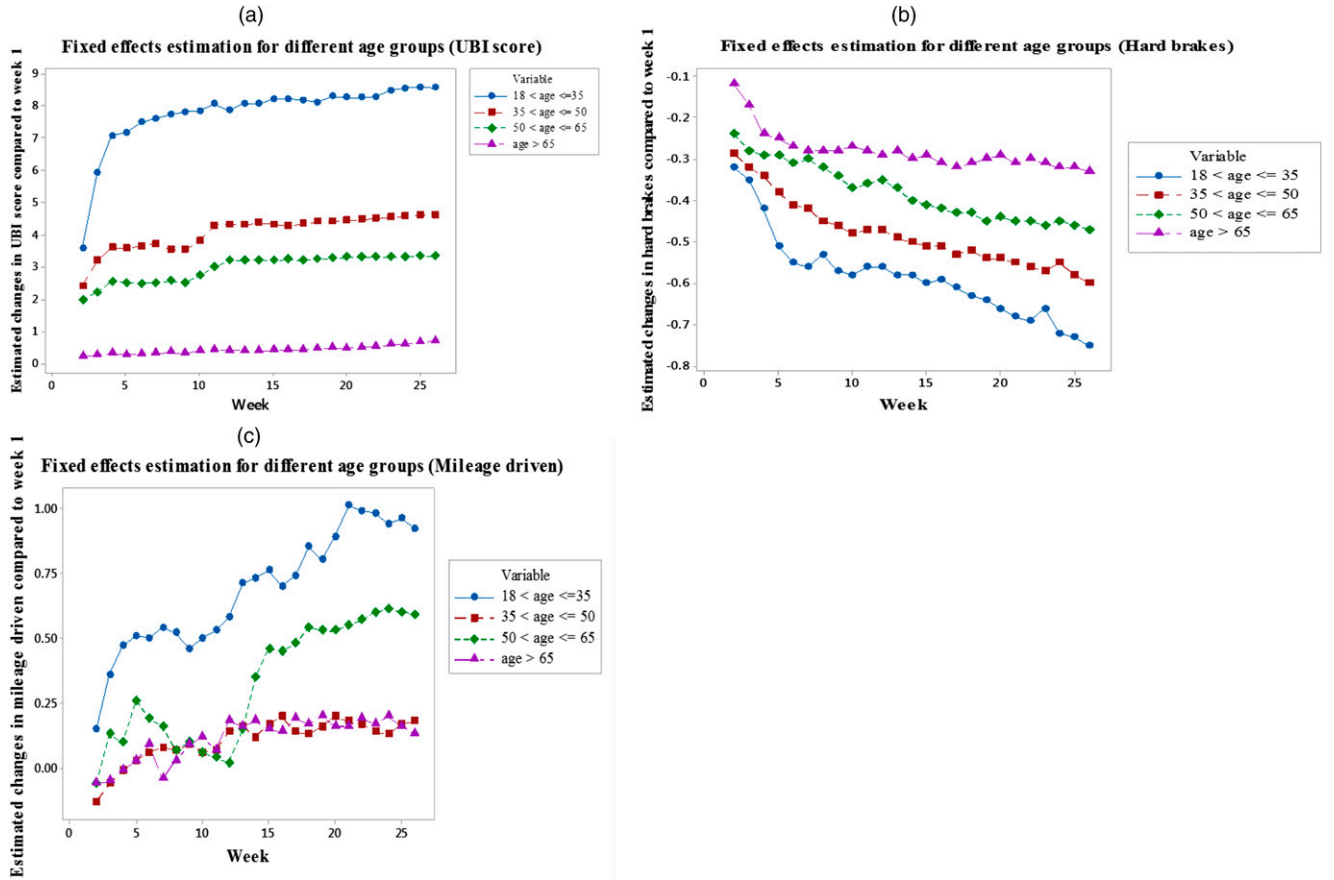 (a)
Fixed effects estimation for different age groups (UBI score)
Estimated changes in UBI score compared to week 1
9
8
7
6
5
4
3
2
1
0
0 5 10 15 20 25
Week
Variable
18 < age <=35
35 < age <= 50
50 < age <= 65
age > 65
(b)
Fixed effects estimation for different age groups (Hard brakes)
Estimated changes in hard brakes compared to week 1
-0.1
-0.2
-0.3
-0.4
-0.5
-0.6
-0.7
-0.8
0 5 10 15 20 25
Week
Variable
18 < age <= 35
35 < age <= 50
50 < age <= 65
age > 65
(c)
Fixed effects estimation for different age groups (Mileage driven)
Estimated changes in mileage driven compared to week 1
1.00
0.75
0.50
0.25
0.00
0 5 10 15 20 25
Week
Variable
18 < age <=35
35 < age <= 50
50 < age <= 65
age > 65